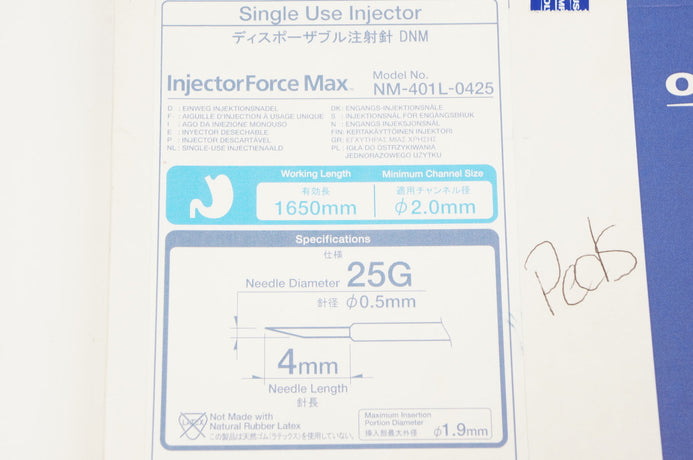 Single Use Injector
ディスポーザブル注射針 DNM
InjectorForce Max™
Model No.
NM-401L-0425
D : EINWEG INJEKTIONSNADEL
F : AIGUILLE D'INJECTION À USAGE UNIQUE
I : AGO DA INIEZIONE MONOUSO
E : INYECTOR DESECHABLE
P : INJECTOR DESCARTÁVEL
NL : SINGLE-USE INJECTIENAALD
DK : ENGANGS-INJEKTIONSNÅLE
S : INJEKTIONSNÅL FÖR ENGÅNGSBRUK
N : ENGANGS INJEKSJONSNÅL
FIN: KERTAKÄYTTÖINEN INJEKTORI
GR: ΕΓΧΥΤΗΡΑΣ ΜΙΑΣ ΧΡΗΣΗΣ
PL : IGŁA DO OSTRZYKIWANIA
JEDNORAZOWEGO UŻYTKU
Working Length
有効長
1650mm
Minimum Channel Size
適用チャンネル径
φ2.0mm
Specifications
仕様
Needle Diameter 25G
針径 φ0.5mm
4mm
Needle Length
針長
LATEX
Not Made with
Natural Rubber Latex
この製品は天然ゴム(ラテックス)を使用していない。
Maximum Insertion
Portion Diameter
挿入部最大外径
φ1.9mm